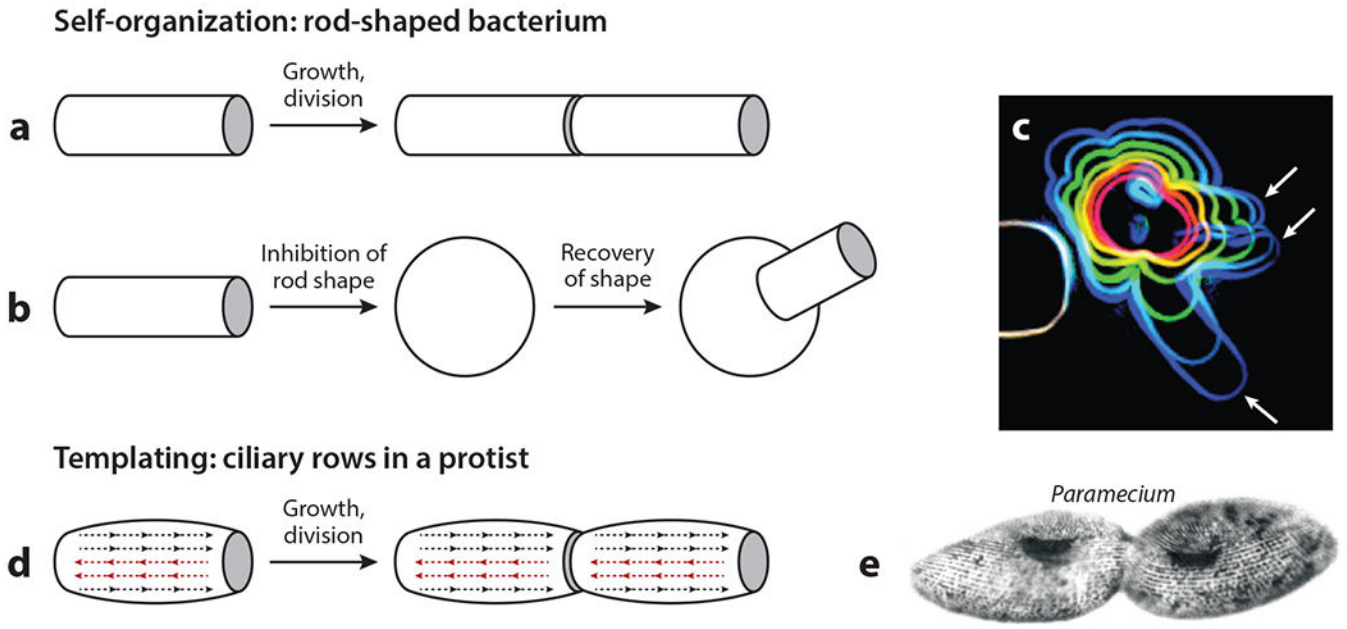 Self-organization: rod-shaped bacterium
Growth,
division
a
c
Inhibition of
rod shape
Recovery
of shape
b
Templating: ciliary rows in a protist
Growth,
division
d
Paramecium
e